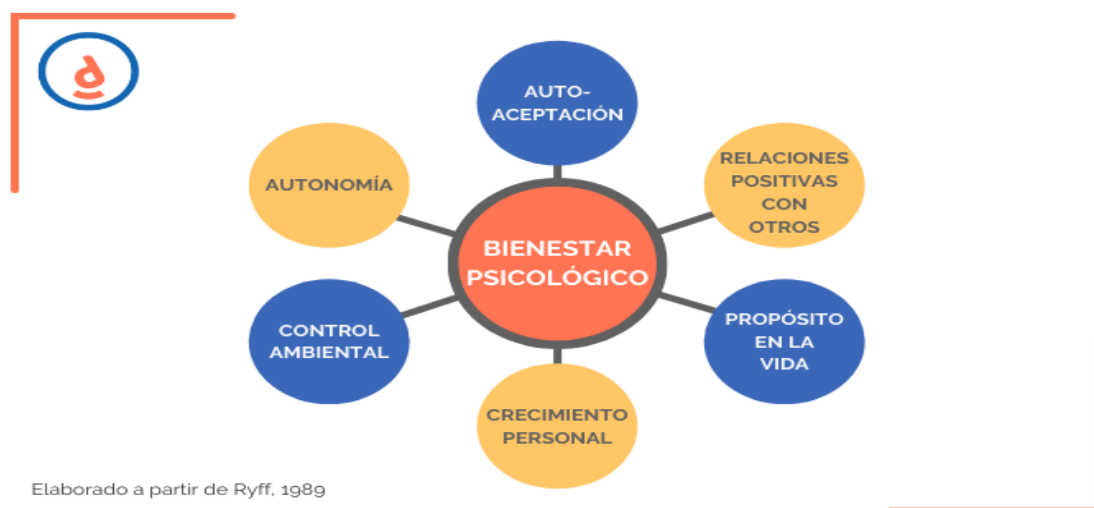 AUTO-
ACEPTACIÓN
RELACIONES
POSITIVAS
CON
OTROS
AUTONOMÍA
BIENESTAR
PSICOLÓGICO
CONTROL
AMBIENTAL
PROPÓSITO
EN LA
VIDA
CRECIMIENTO
PERSONAL
Elaborado a partir de Ryff, 1989